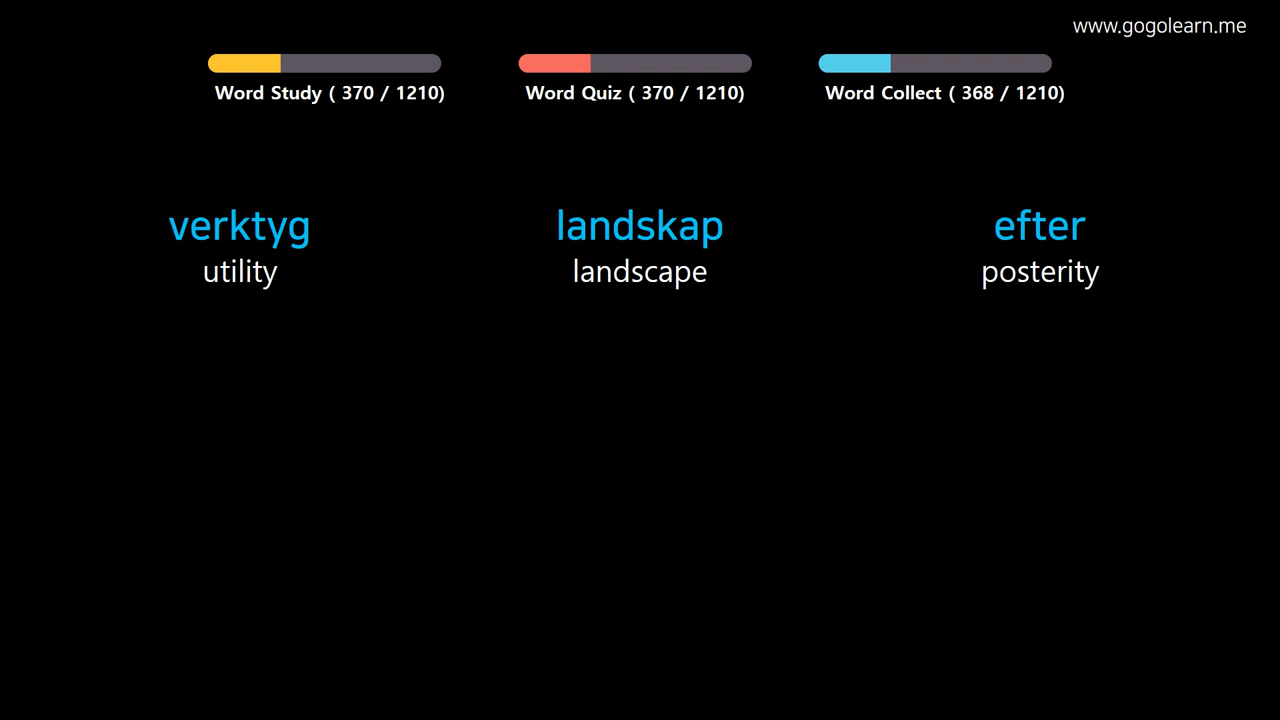 www.gogolearn.me
Word Study ( 370 / 1210)
Word Quiz ( 370 / 1210)
Word Collect ( 368 / 1210)
verktyg
utility
landskap
landscape
efter
posterity